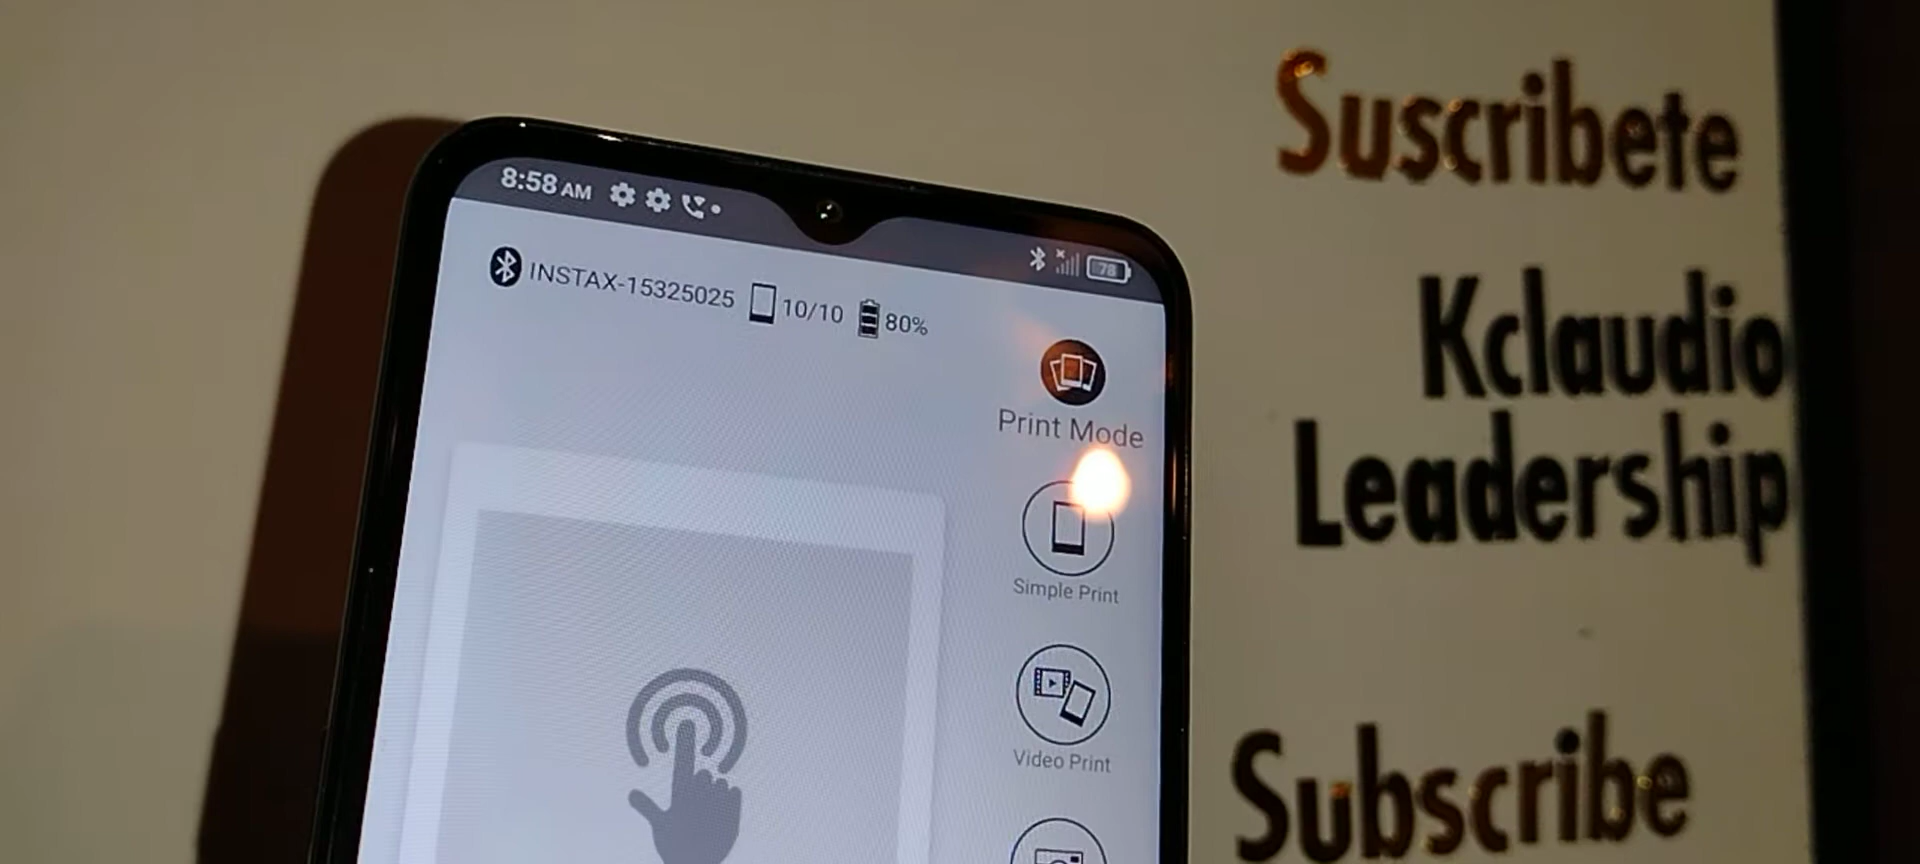 8:58 AM
78
INSTAX-15325025 10/10 80%
Print Mode
Simple Print
Video Print
Suscribete
Kclaudio
Leadership
Subscribe